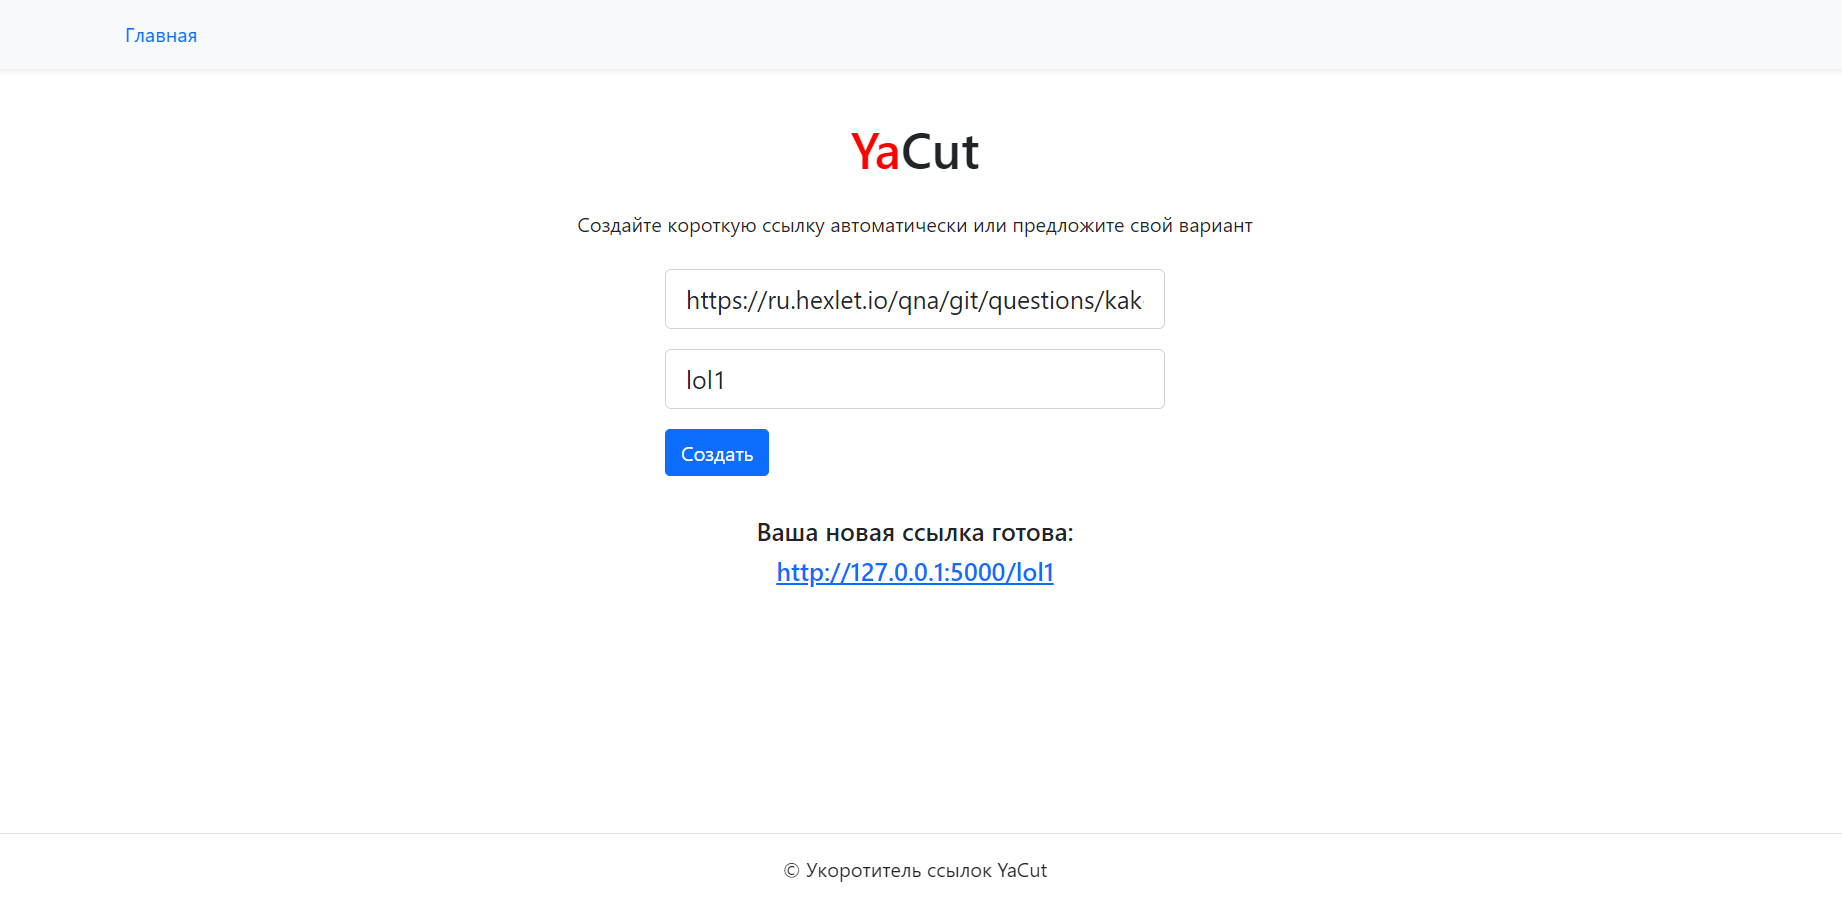 Главная
YaCut
Создайте короткую ссылку автоматически или предложите свой вариант
https://ru.hexlet.io/qna/git/questions/kak
lol1
Создать
Ваша новая ссылка готова:
http://127.0.0.1:5000/lol1
© Укоротитель ссылок YaCut